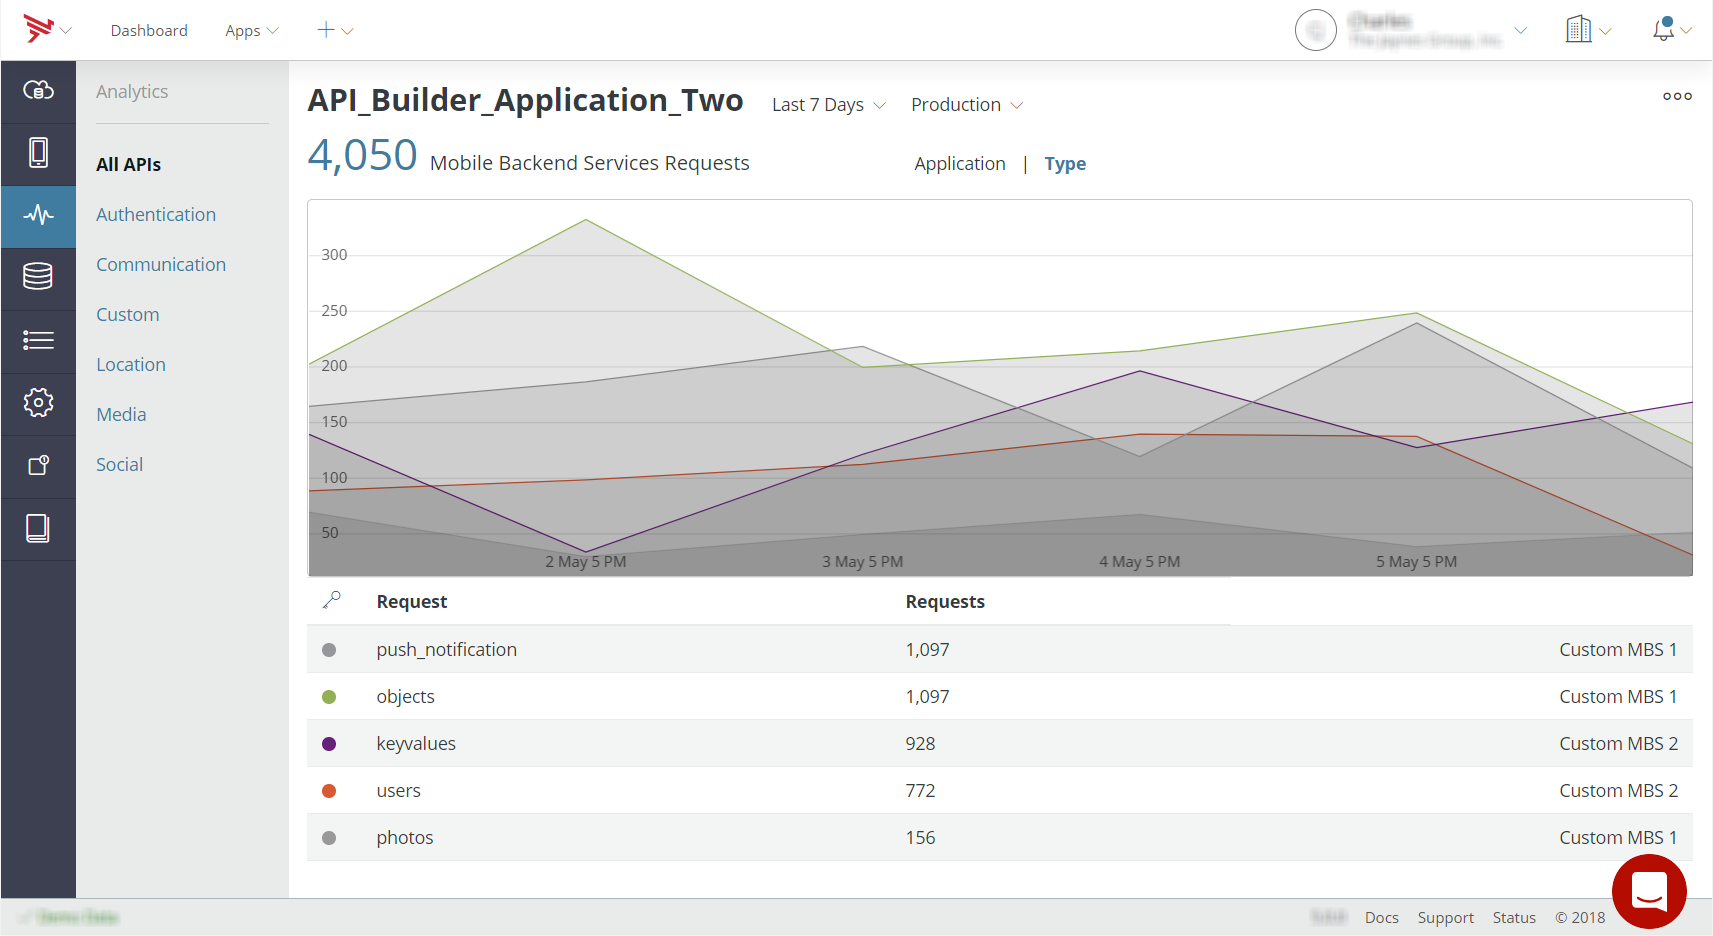 Dashboard Apps
Analytics
All APIs
Authentication
Communication
Custom
Location
Media
Social
API_Builder_Application_Two Last 7 Days Production
4,050 Mobile Backend Services Requests Application | Type
300
250
200
150
100
50
2 May 5 PM 3 May 5 PM 4 May 5 PM 5 May 5 PM
Request Requests
push_notification 1,097 Custom MBS 1
objects 1,097 Custom MBS 1
keyvalues 928 Custom MBS 2
users 772 Custom MBS 2
photos 156 Custom MBS 1
Docs Support Status © 2018